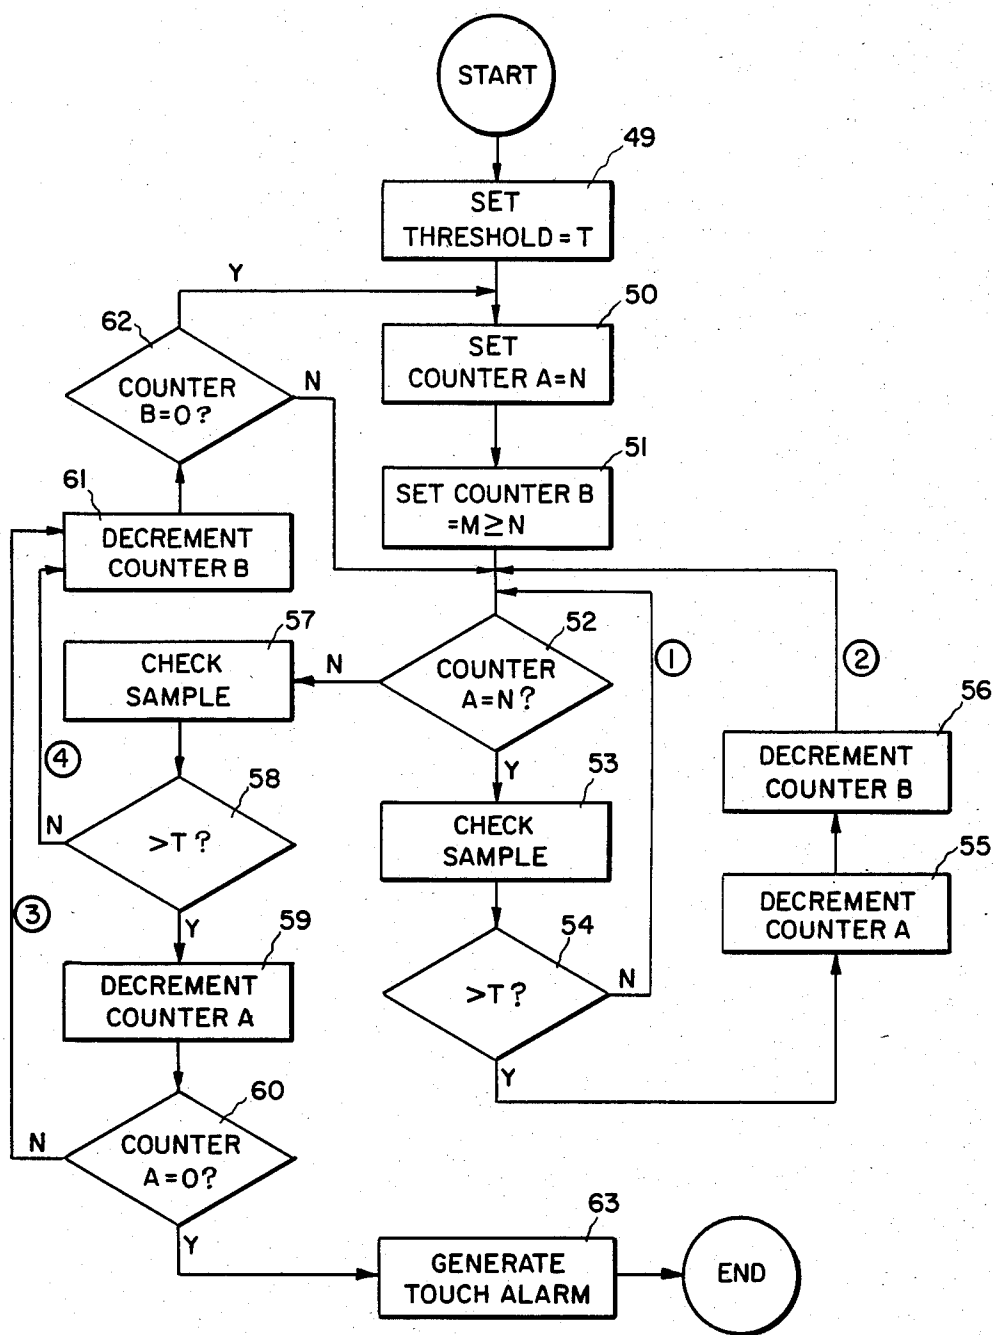 START
49
SET
THRESHOLD = T
Y
50
62
SET
COUNTER A=N
COUNTER
B=0?
N
51
61
SET COUNTER B
=M≥N
DECREMENT
COUNTER B
57
52
CHECK
SAMPLE
N
COUNTER
A=N?
①
②
56
④
Y
53
DECREMENT
COUNTER B
58
N
>T?
CHECK
SAMPLE
55
③
Y
59
54
DECREMENT
COUNTER A
DECREMENT
COUNTER A
>T?
N
Y
60
N
COUNTER
A=0?
Y
63
GENERATE
TOUCH ALARM
END